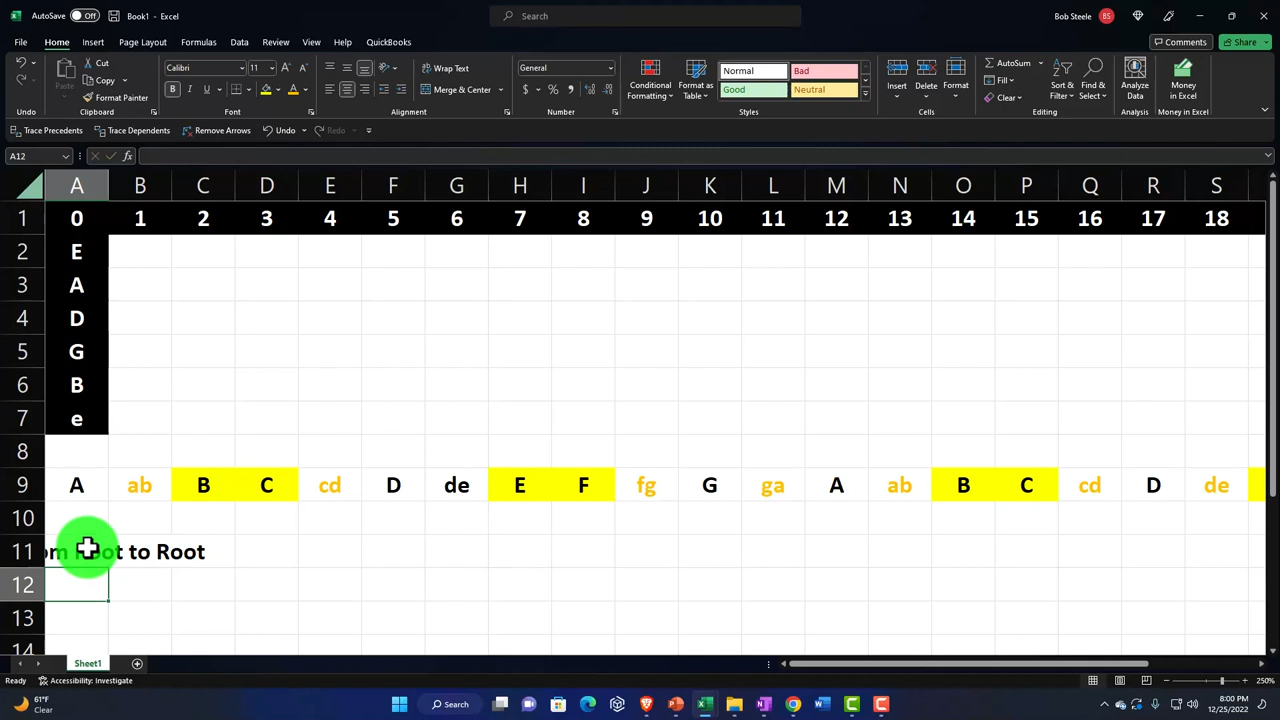 AutoSave Off Book1 - Excel Search Bob Steele BS
File Home Insert Page Layout Formulas Data Review View Help QuickBooks Comments Share
Cut Calibri 11 Wrap Text General Normal Bad AutoSum
Paste Copy Conditional Formatting Format as Table Insert Delete Format Fill Sort & Filter Find & Select Analyze Data Money in Excel
Format Painter B I U Merge & Center $ % Good Neutral Clear
Undo Clipboard Font Alignment Number Styles Cells Editing Analysis Money in Excel
Trace Precedents Trace Dependents Remove Arrows Undo Redo
A12 fx
A B C D E F G H I J K L M N O P Q R S
1 0 1 2 3 4 5 6 7 8 9 10 11 12 13 14 15 16 17 18
2 E
3 A
4 D
5 G
6 B
7 e
8
9 A ab B C cd D de E F fg G ga A ab B C cd D de
10
11 om Root to Root
12
13
14
Sheet1
Ready Accessibility: Investigate 250%
61°F
Clear
Search
8:00 PM
12/25/2022